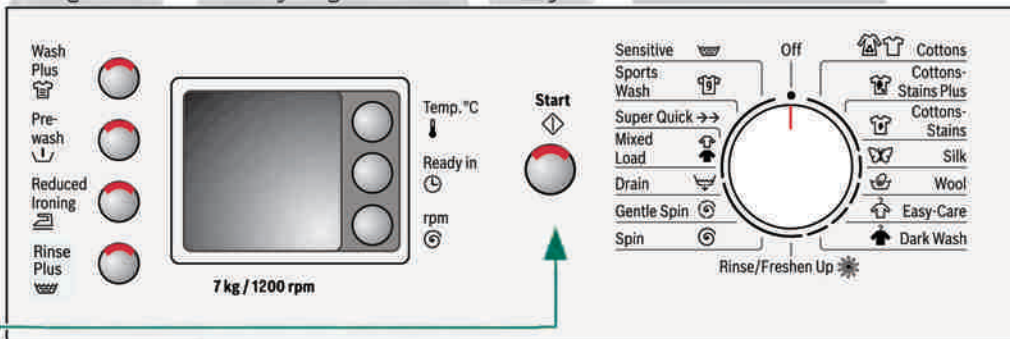 Wash
Plus
Pre-
wash
Reduced
Ironing
Rinse
Plus
Temp.°C
Ready in
rpm
7 kg / 1200 rpm
Start
Off
Sensitive
Sports
Wash
9
Super Quick →→
Mixed
Load
Drain
Gentle Spin
Spin
Cottons
Cottons-
Stains Plus
Cottons-
Stains
Silk
Wool
Easy-Care
Dark Wash
Rinse/Freshen Up